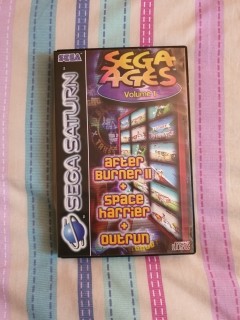 SEGA
SEGA
AGES
Volume 1
after
Burner II
+
Space
Harrier
+
OutRun
SEGA SATURN